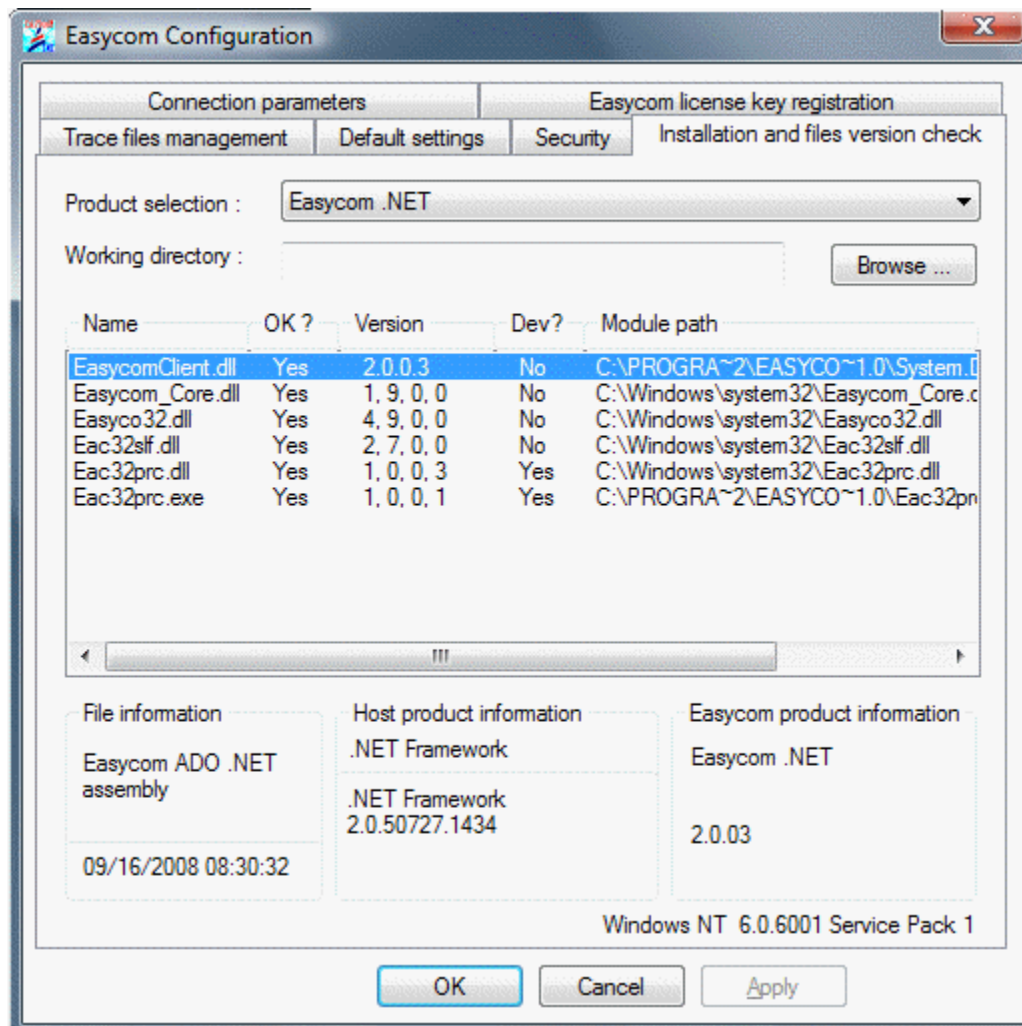 Easycom Configuration
Connection parameters Easycom license key registration
Trace files management Default settings Security Installation and files version check
Product selection : Easycom .NET
Working directory :
Browse ...
Name OK ? Version Dev? Module path
EasycomClient.dll Yes 2.0.0.3 No C:\PROGRA~2\EASYCO~1.0\System.D
Easycom_Core.dll Yes 1, 9, 0, 0 No C:\Windows\system32\Easycom_Core.d
Easyco32.dll Yes 4, 9, 0, 0 No C:\Windows\system32\Easyco32.dll
Eac32slf.dll Yes 2, 7, 0, 0 No C:\Windows\system32\Eac32slf.dll
Eac32prc.dll Yes 1, 0, 0, 3 Yes C:\Windows\system32\Eac32prc.dll
Eac32prc.exe Yes 1, 0, 0, 1 Yes C:\PROGRA~2\EASYCO~1.0\Eac32pr
File information Host product information Easycom product information
.NET Framework
Easycom ADO .NET Easycom .NET
assembly
.NET Framework
2.0.50727.1434
2.0.03
09/16/2008 08:30:32
Windows NT 6.0.6001 Service Pack 1
OK Cancel Apply